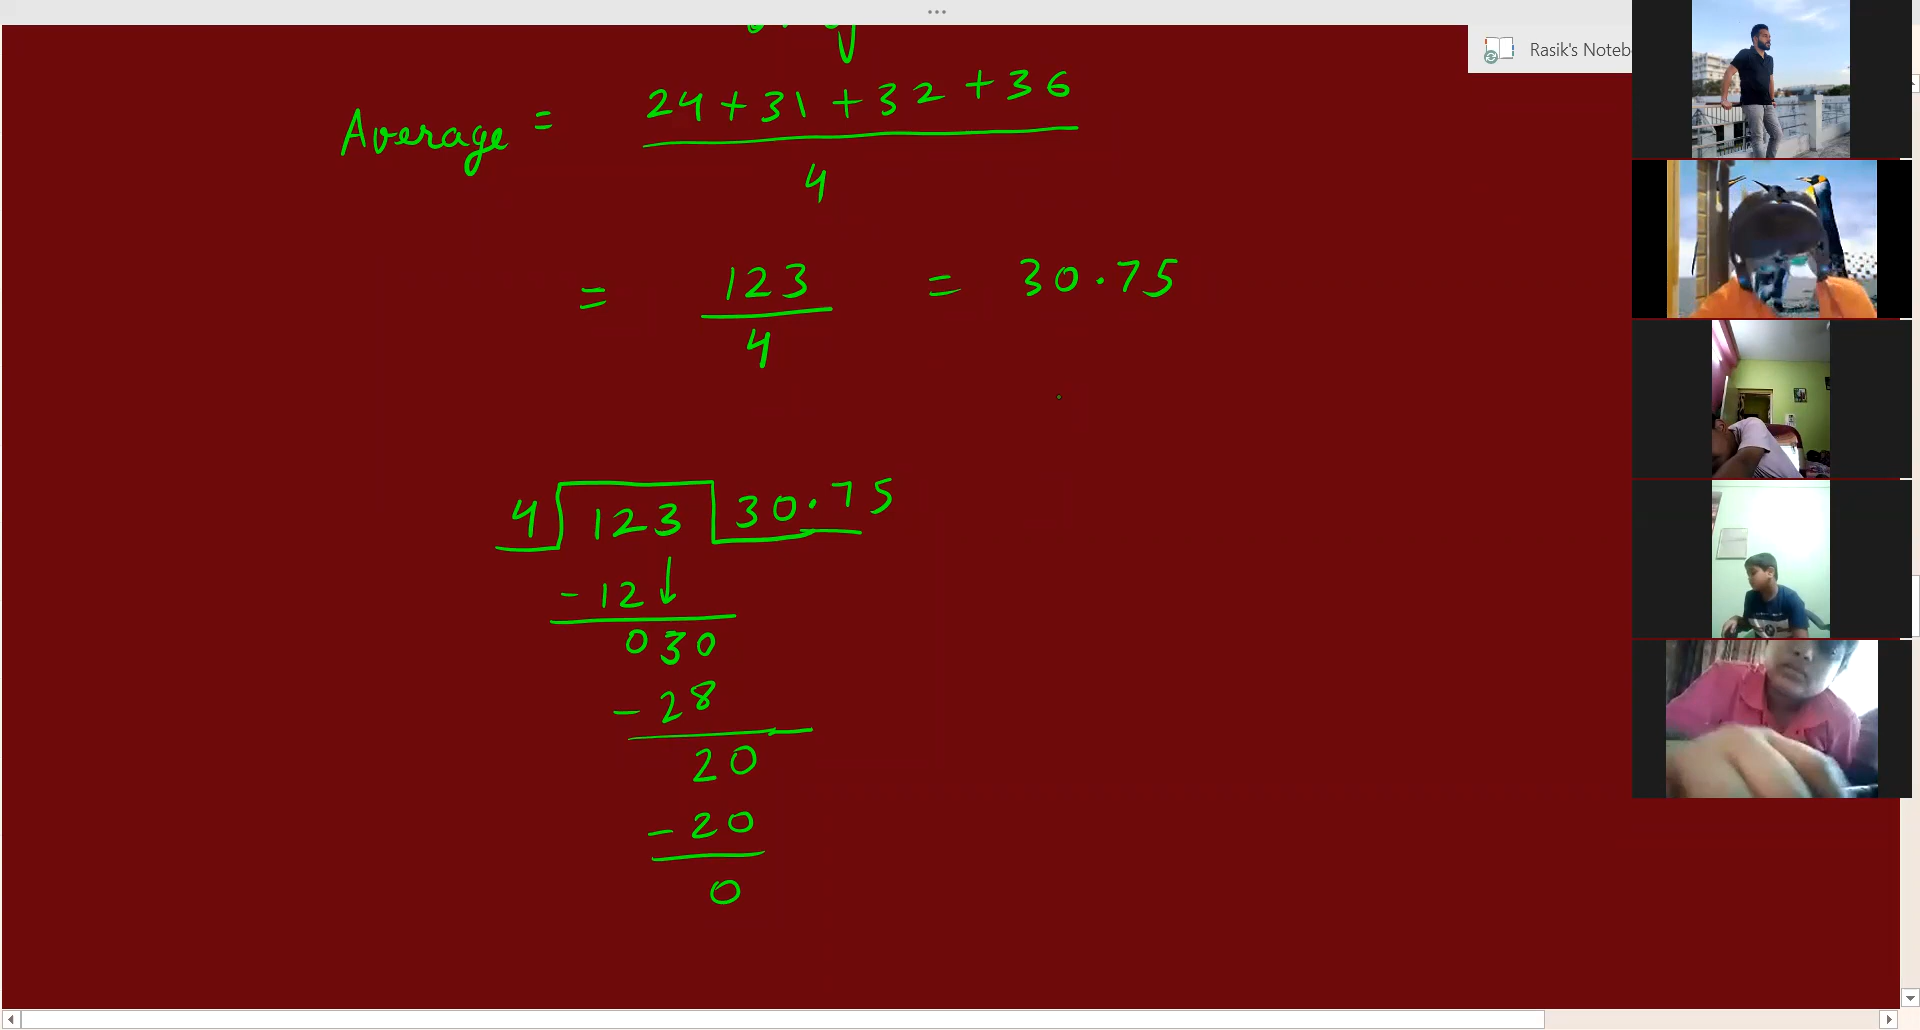 Rasik's Noteb
Average = 24+31+32+36
4
= 123 = 30.75
4
4 123 30.75
-12
030
-28
20
-20
0